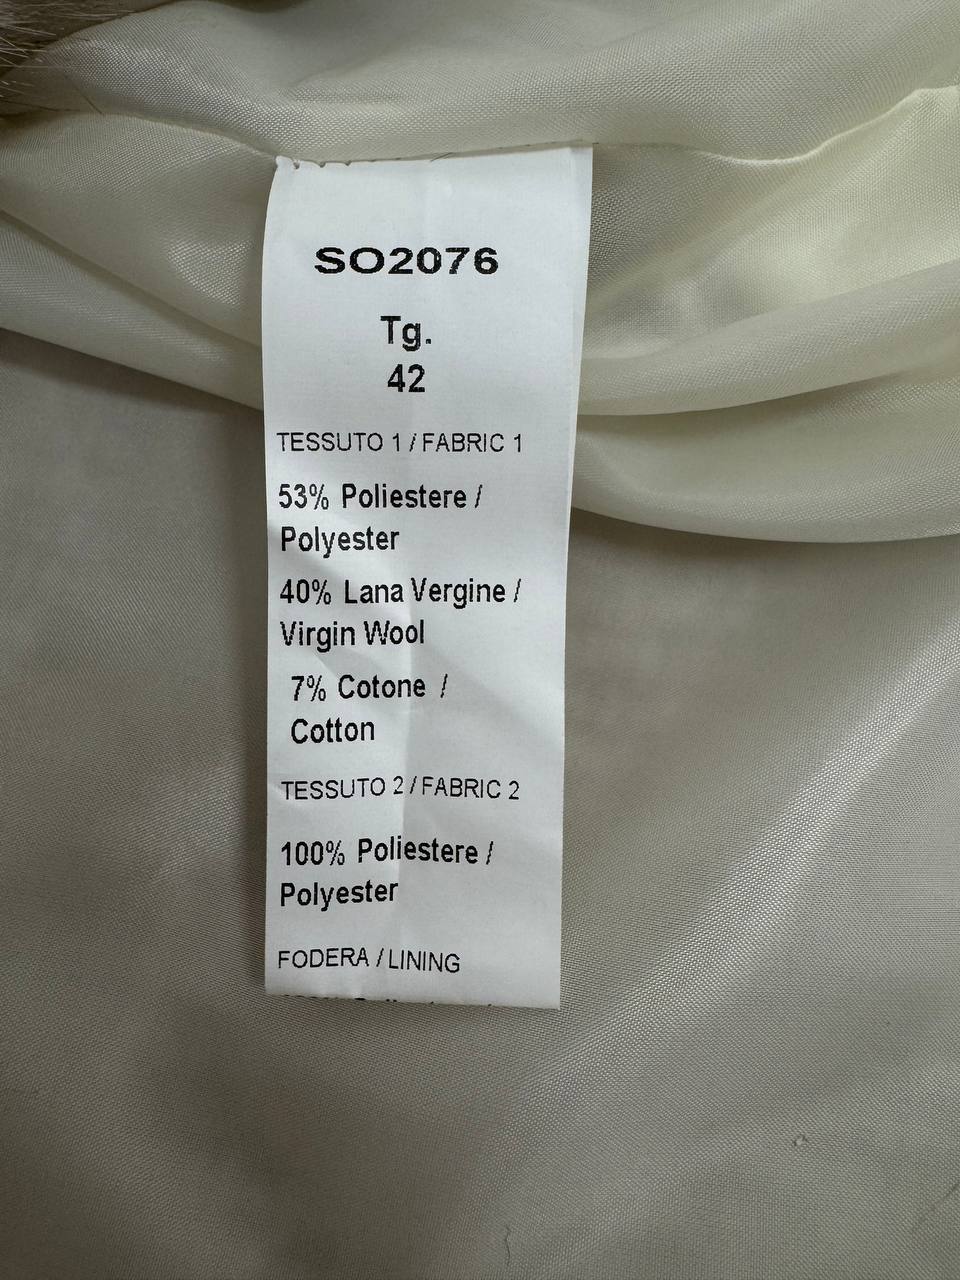 SO2076
Tg.
42
TESSUTO 1 / FABRIC 1
53% Poliestere /
Polyester
40% Lana Vergine /
Virgin Wool
7% Cotone /
Cotton
TESSUTO 2 / FABRIC 2
100% Poliestere /
Polyester
FODERA / LINING